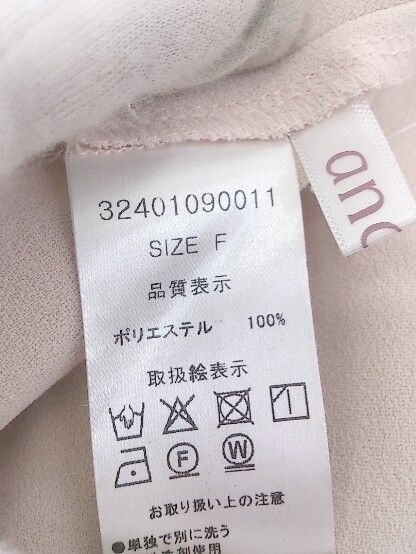 32401090011
SIZE F
品質表示
ポリエステル 100%
取扱絵表示
F
W
お取り扱い上の注意
●単独で別に洗う